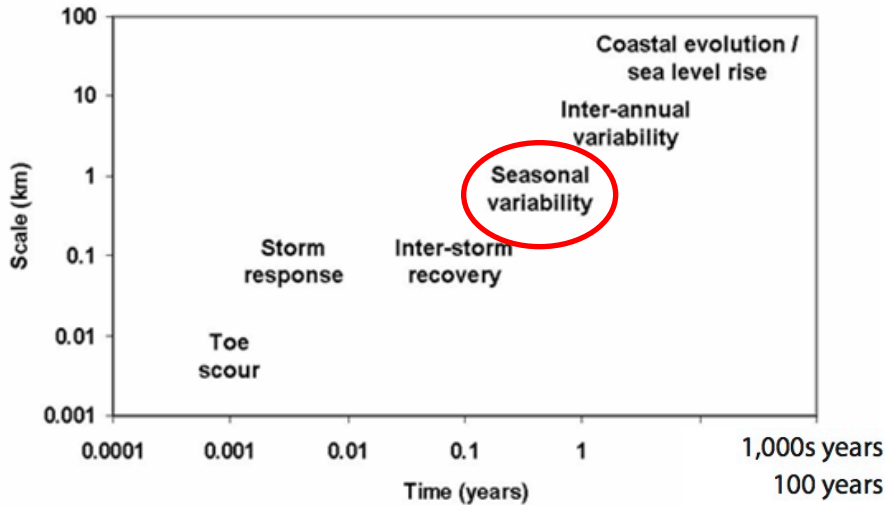 100
Coastal evolution /
sea level rise
10
Inter-annual
variability
Scale (km)
1
Seasonal
variability
0.1
Storm
response
Inter-storm
recovery
0.01
Toe
scour
0.001
0.0001
0.001
0.01
0.1
1
1,000s years
100 years
Time (years)